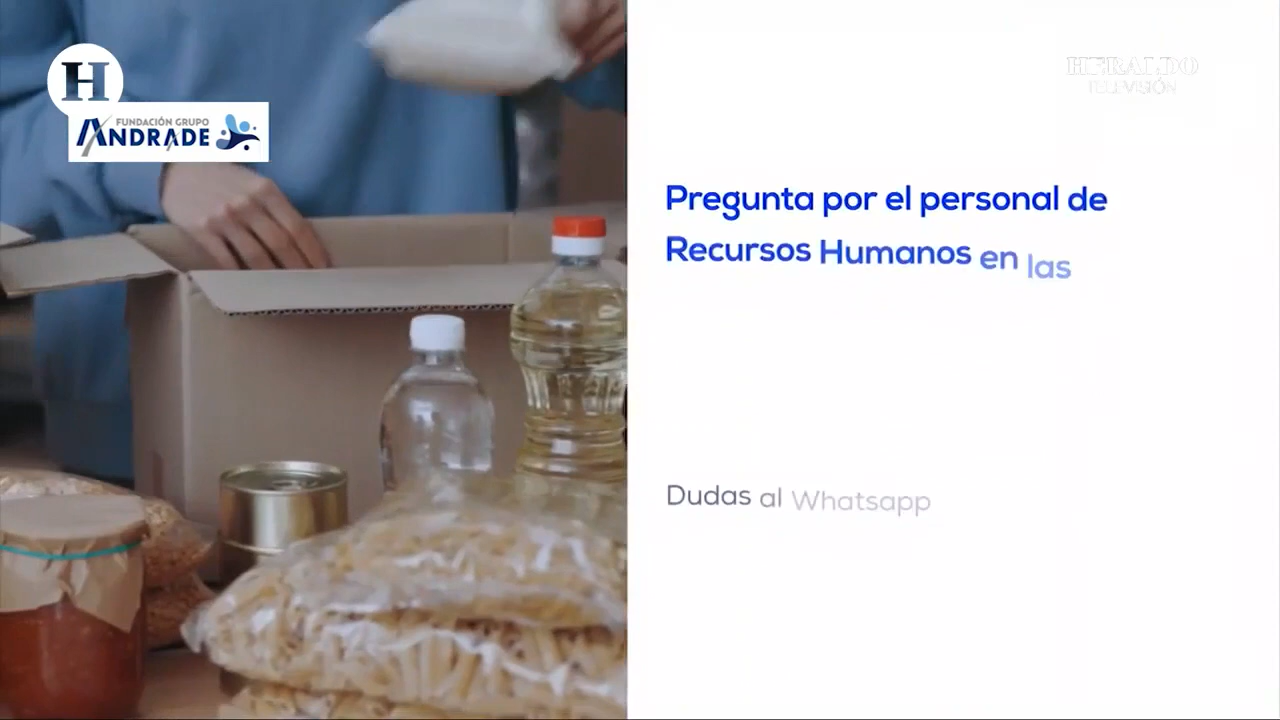 H
FUNDACIÓN GRUPO
ANDRADE
HERALDO
TELEVISIÓN
Pregunta por el personal de
Recursos Humanos en las
Dudas al Whatsapp